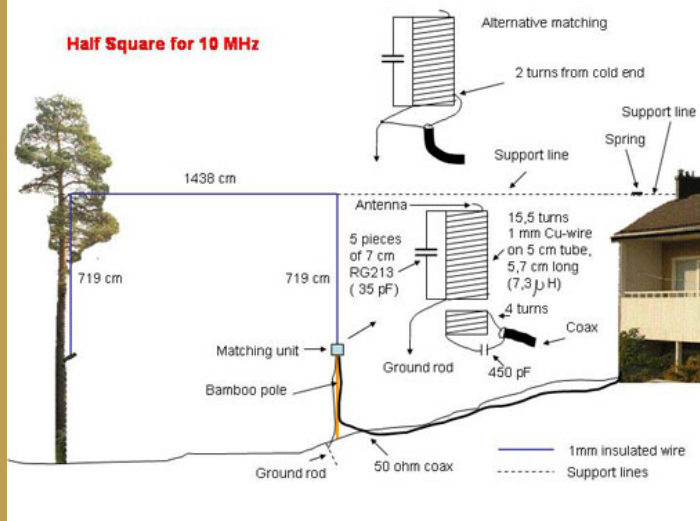 Half Square for 10 MHz
Alternative matching
2 turns from cold end
Support line
Spring
Support line
1438 cm
Antenna
719 cm
719 cm
5 pieces
of 7 cm
RG213
( 35 pF)
15,5 turns
1 mm Cu-wire
on 5 cm tube,
5,7 cm long
(7,3 μ H)
4 turns
Coax
Matching unit
Ground rod
450 pF
Bamboo pole
Ground rod
50 ohm coax
1mm insulated wire
Support lines